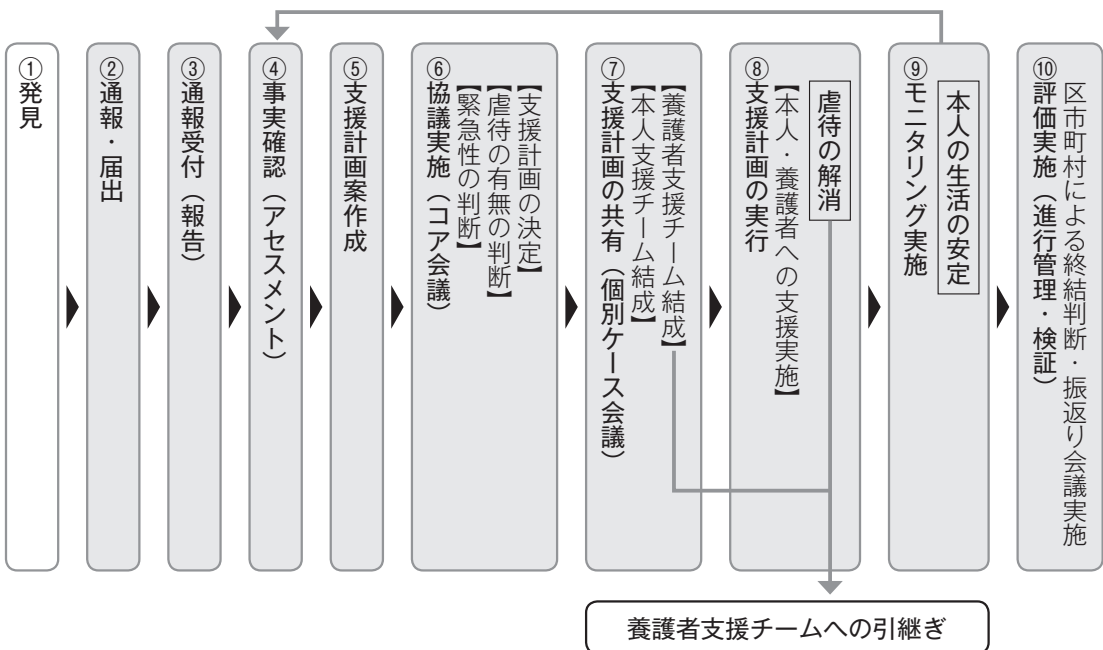 ①発見
②通報・届出
③通報受付（報告）
④事実確認（アセスメント）
⑤支援計画案作成
⑥協議実施（コア会議）
【緊急性の判断】
【虐待の有無の判断】
【支援計画の決定】
⑦支援計画の共有（個別ケース会議）
【本人支援チーム結成】
【養護者支援チーム結成】
⑧支援計画の実行
【本人・養護者への支援実施】
虐待の解消
⑨モニタリング実施
本人の生活の安定
⑩評価実施（進行管理・検証）
区市町村による終結判断・振返り会議実施
養護者支援チームへの引継ぎ